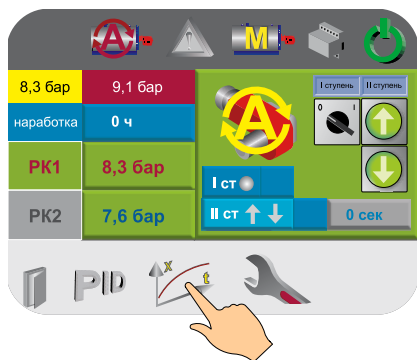 A M
8,3 бар 9,1 бар
I ступень II ступень
наработка 0 ч
A
0 I
РК1 8,3 бар
I ст
РК2 7,6 бар
II ст 0 сек
PID x t